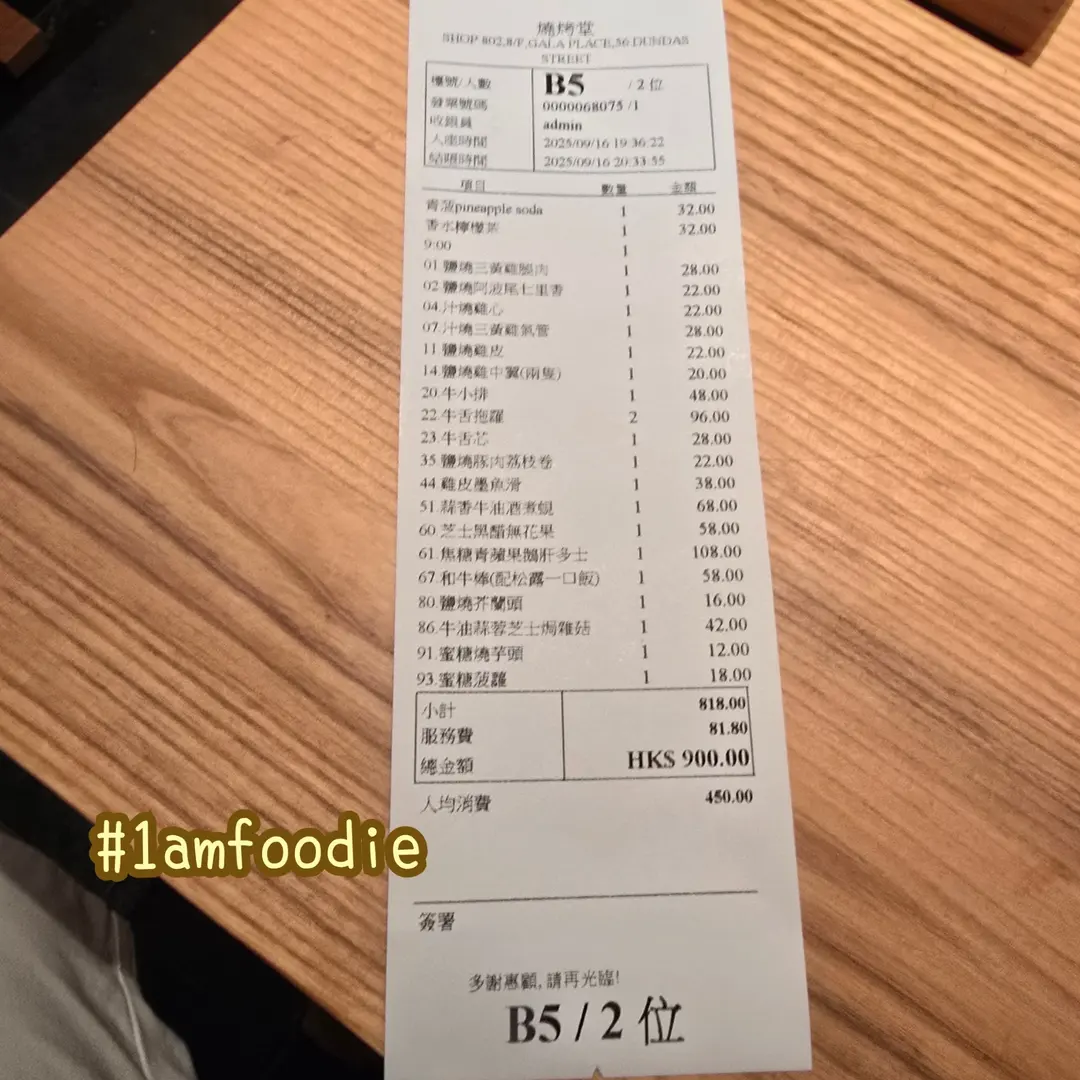 燒烤堂
SHOP 802,8/F,GALA PLACE,56 DUNDAS
STREET
檯號/人數 B5 / 2 位
發票號碼 0000068075 /1
收銀員 admin
入座時間 2025/09/16 19:36:22
結賬時間 2025/09/16 20:33:55
項目 數量 金額
青菠pineapple soda 1 32.00
香水檸檬茶 1 32.00
9:00 1
01.鹽燒三黃雞腿肉 1 28.00
02.鹽燒阿波尾七里香 1 22.00
04.汁燒雞心 1 22.00
07.汁燒三黃雞氣管 1 28.00
11.鹽燒雞皮 1 22.00
14.鹽燒雞中翼(兩隻) 1 20.00
20.牛小排 1 48.00
22.牛舌拖羅 2 96.00
23.牛舌芯 1 28.00
35.鹽燒豚肉荔枝卷 1 22.00
44.雞皮墨魚滑 1 38.00
51.蒜香牛油酒煮蜆 1 68.00
60.芝士黑醋無花果 1 58.00
61.焦糖青蘋果鵝肝多士 1 108.00
67.和牛棒(配松露一口飯) 1 58.00
80.鹽燒芥蘭頭 1 16.00
86.牛油蒜蓉芝士焗雜菇 1 42.00
91.蜜糖燒芋頭 1 12.00
93.蜜糖菠蘿 1 18.00
小計 818.00
服務費 81.80
總金額 HK$ 900.00
人均消費 450.00
#1amfoodie
簽署
多謝惠顧,請再光臨!
B5 / 2 位